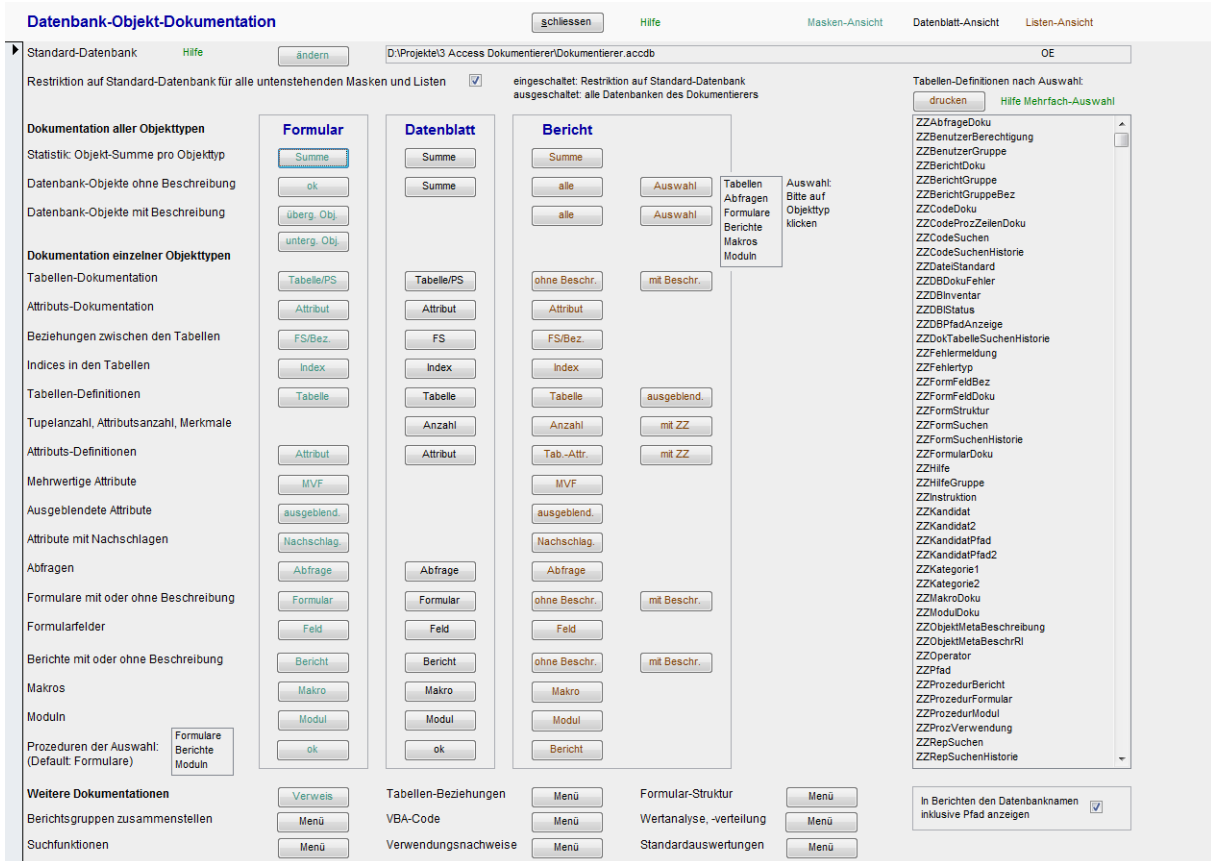 Datenbank-Objekt-Dokumentation schliessen Hilfe Masken-Ansicht Datenblatt-Ansicht Listen-Ansicht
Standard-Datenbank Hilfe ändern D:\Projekte\3 Access Dokumentierer\Dokumentierer.accdb OE
Restriktion auf Standard-Datenbank für alle untenstehenden Masken und Listen
eingeschaltet: Restriktion auf Standard-Datenbank
ausgeschaltet: alle Datenbanken des Dokumentierers
Dokumentation aller Objekttypen Formular Datenblatt Bericht
Statistik: Objekt-Summe pro Objekttyp Summe Summe Summe
Datenbank-Objekte ohne Beschreibung ok Summe alle Auswahl
Datenbank-Objekte mit Beschreibung überg. Obj. alle Auswahl
unterg. Obj.
Tabellen
Abfragen
Formulare
Berichte
Makros
Moduln
Auswahl:
Bitte auf
Objekttyp
klicken
Dokumentation einzelner Objekttypen
Tabellen-Dokumentation Tabelle/PS Tabelle/PS ohne Beschr. mit Beschr.
Attributs-Dokumentation Attribut Attribut Attribut
Beziehungen zwischen den Tabellen FS/Bez. FS FS/Bez.
Indices in den Tabellen Index Index Index
Tabellen-Definitionen Tabelle Tabelle Tabelle ausgeblend.
Tupelanzahl, Attributsanzahl, Merkmale Anzahl Anzahl mit ZZ
Attributs-Definitionen Attribut Attribut Tab.-Attr. mit ZZ
Mehrwertige Attribute MVF MVF
Ausgeblendete Attribute ausgeblend. ausgeblend.
Attribute mit Nachschlagen Nachschlag. Nachschlag.
Abfragen Abfrage Abfrage Abfrage
Formulare mit oder ohne Beschreibung Formular Formular ohne Beschr. mit Beschr.
Formularfelder Feld Feld Feld
Berichte mit oder ohne Beschreibung Bericht Bericht ohne Beschr. mit Beschr.
Makros Makro Makro Makro
Moduln Modul Modul Modul
Prozeduren der Auswahl:
(Default: Formulare)
Formulare
Berichte
Moduln
ok ok Bericht
Tabellen-Definitionen nach Auswahl:
drucken Hilfe Mehrfach-Auswahl
ZZAbfrageDoku
ZZBenutzerBerechtigung
ZZBenutzerGruppe
ZZBerichtDoku
ZZBerichtGruppe
ZZBerichtGruppeBez
ZZCodeDoku
ZZCodeProzZeilenDoku
ZZCodeSuchen
ZZCodeSuchenHistorie
ZZDateiStandard
ZZDBDokuFehler
ZZDBInventar
ZZDBIStatus
ZZDBPfadAnzeige
ZZDokTabelleSuchenHistorie
ZZFehlermeldung
ZZFehlertyp
ZZFormFeldBez
ZZFormFeldDoku
ZZFormStruktur
ZZFormSuchen
ZZFormSuchenHistorie
ZZFormularDoku
ZZHilfe
ZZHilfeGruppe
ZZInstruktion
ZZKandidat
ZZKandidat2
ZZKandidatPfad
ZZKandidatPfad2
ZZKategorie1
ZZKategorie2
ZZMakroDoku
ZZModulDoku
ZZObjektMetaBeschreibung
ZZObjektMetaBeschrRI
ZZOperator
ZZPfad
ZZProzedurBericht
ZZProzedurFormular
ZZProzedurModul
ZZProzVerwendung
ZZRepSuchen
ZZRepSuchenHistorie
Weitere Dokumentationen Verweis Tabellen-Beziehungen Menü Formular-Struktur Menü
Berichtsgruppen zusammenstellen Menü VBA-Code Menü Wertanalyse, -verteilung Menü
Suchfunktionen Menü Verwendungsnachweise Menü Standardauswertungen Menü
In Berichten den Datenbanknamen
inklusive Pfad anzeigen